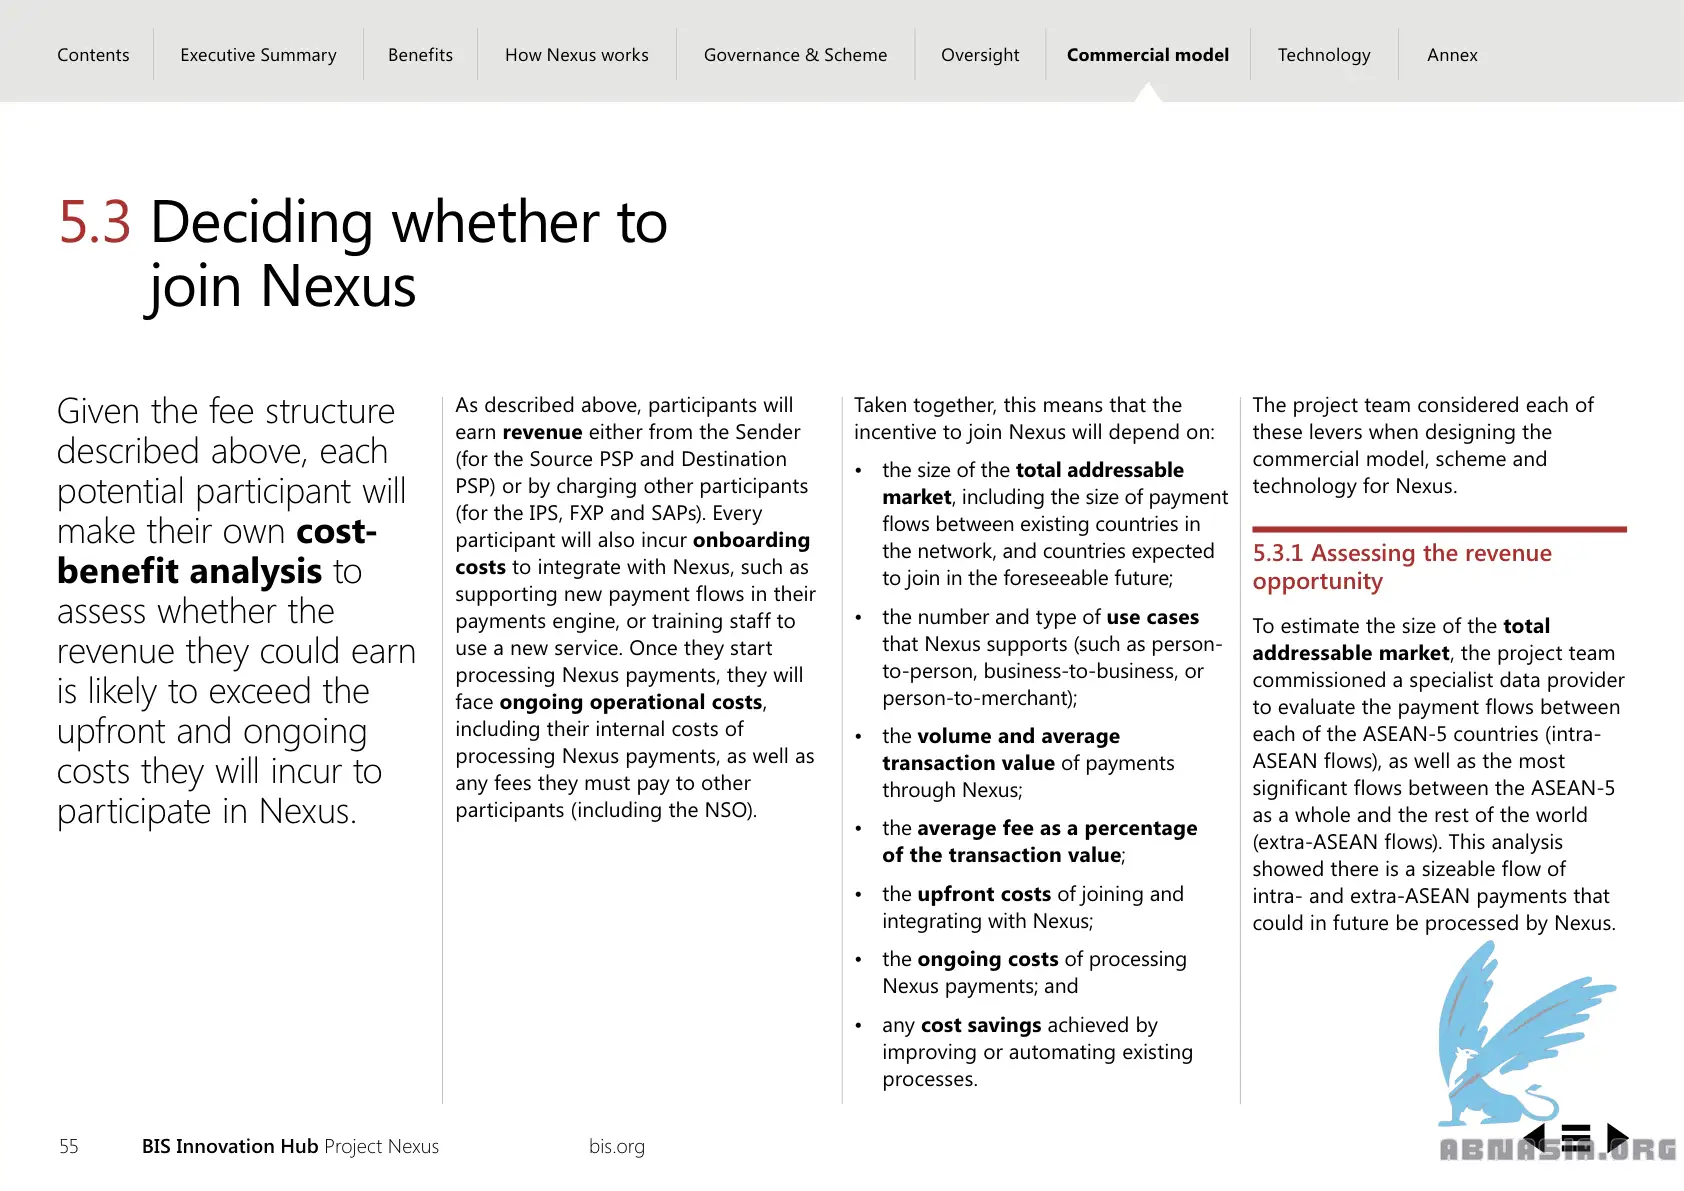 Contents
Executive Summary
Benefits
How Nexus works
Governance & Scheme
Oversight
Commercial model
Technology
Annex
5.3 Deciding whether to
join Nexus
Given the fee structure
described above, each
potential participant will
make their own cost-
benefit analysis to
assess whether the
revenue they could earn
is likely to exceed the
upfront and ongoing
costs they will incur to
participate in Nexus.
As described above, participants will
earn revenue either from the Sender
(for the Source PSP and Destination
PSP) or by charging other participants
(for the IPS, FXP and SAPs). Every
participant will also incur onboarding
costs to integrate with Nexus, such as
supporting new payment flows in their
payments engine, or training staff to
use a new service. Once they start
processing Nexus payments, they will
face ongoing operational costs,
including their internal costs of
processing Nexus payments, as well as
any fees they must pay to other
participants (including the NSO).
Taken together, this means that the
incentive to join Nexus will depend on:
• the size of the total addressable
market, including the size of payment
flows between existing countries in
the network, and countries expected
to join in the foreseeable future;
• the number and type of use cases
that Nexus supports (such as person-
to-person, business-to-business, or
person-to-merchant);
• the volume and average
transaction value of payments
through Nexus;
• the average fee as a percentage
of the transaction value;
• the upfront costs of joining and
integrating with Nexus;
• the ongoing costs of processing
Nexus payments; and
• any cost savings achieved by
improving or automating existing
processes.
The project team considered each of
these levers when designing the
commercial model, scheme and
technology for Nexus.
5.3.1 Assessing the revenue
opportunity
To estimate the size of the total
addressable market, the project team
commissioned a specialist data provider
to evaluate the payment flows between
each of the ASEAN-5 countries (intra-
ASEAN flows), as well as the most
significant flows between the ASEAN-5
as a whole and the rest of the world
(extra-ASEAN flows). This analysis
showed there is a sizeable flow of
intra- and extra-ASEAN payments that
could in future be processed by Nexus.
55
BIS Innovation Hub Project Nexus
bis.org
ABNASIA.ORG